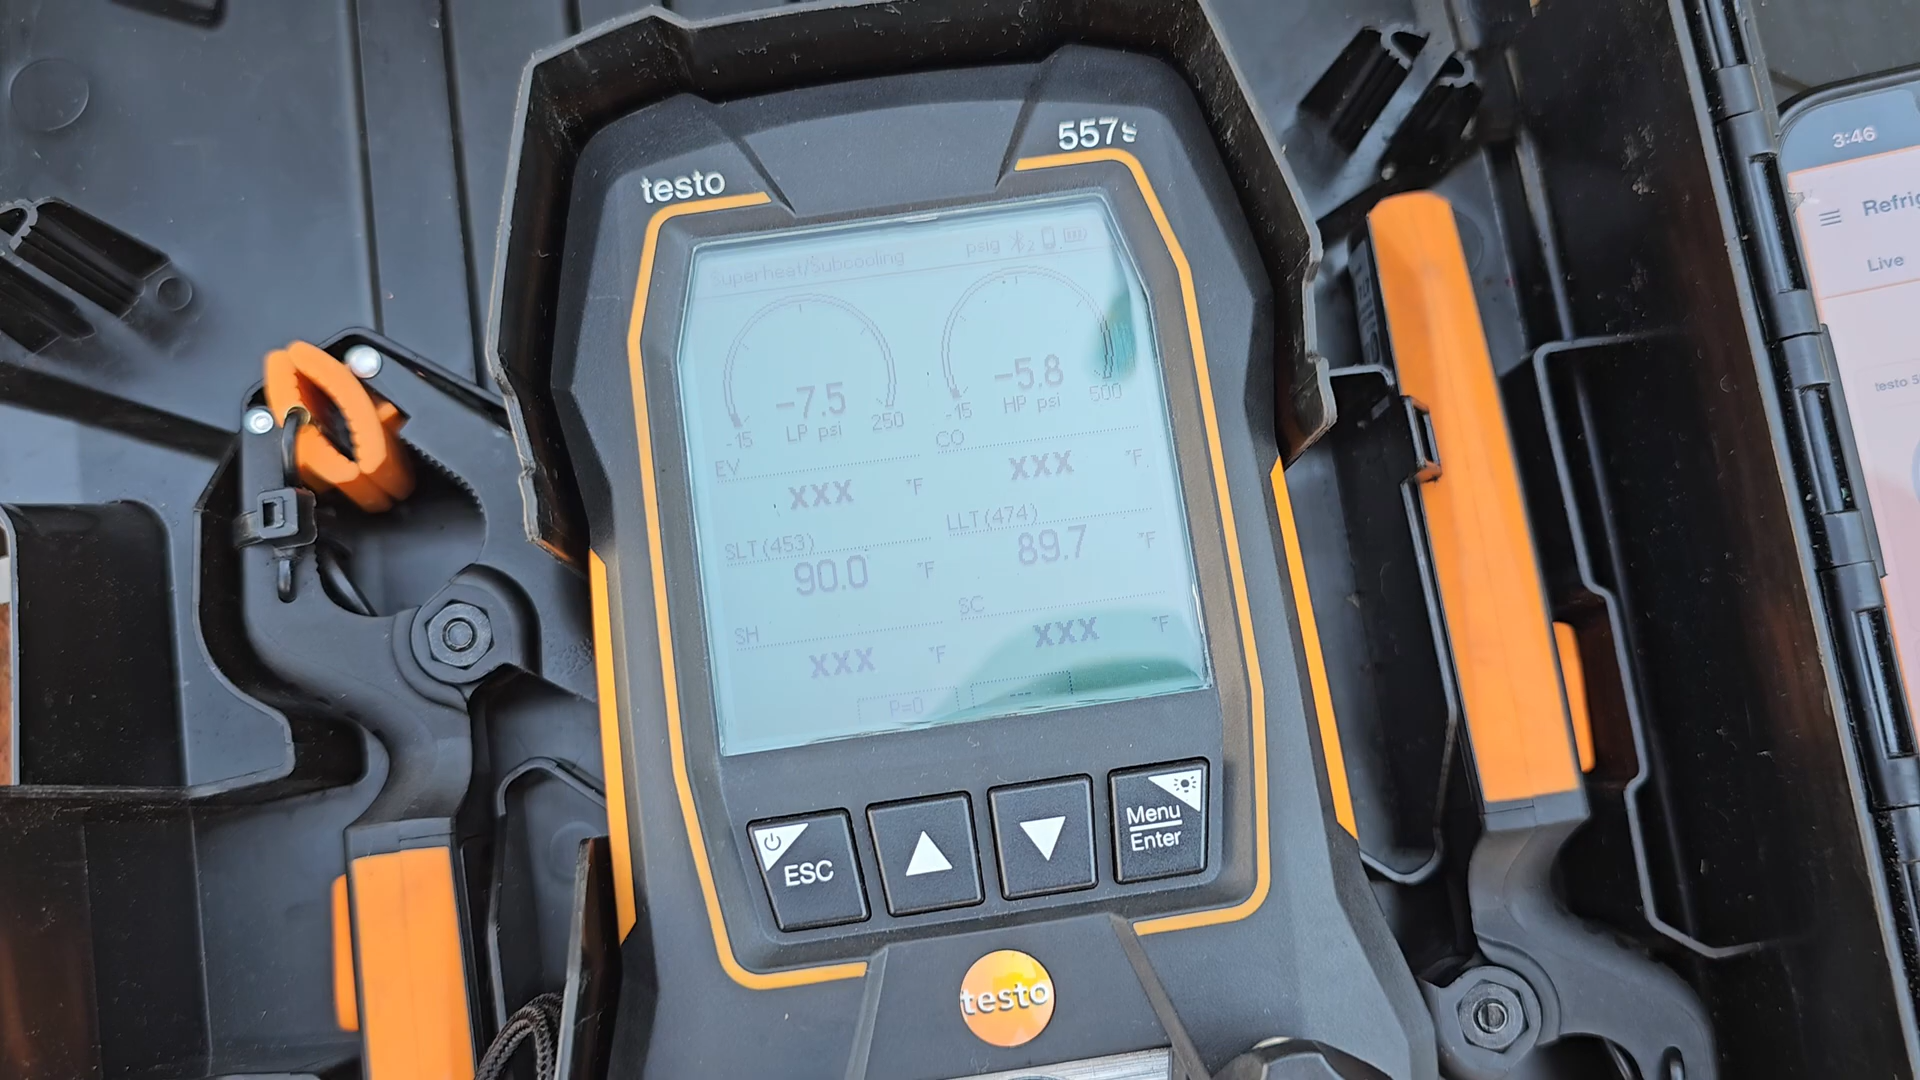 testo
557s
Superheat/Subcooling psig 2
-7.5
-15 LP psi 250
-5.8
-15 HP psi 500
EV
xxx °F
CO
xxx °F
SLT(453)
90.0 °F
LLT(474)
89.7 °F
SH
xxx °F
SC
xxx °F
P=0
---
ESC
Menu
Enter
testo
3:46
Live
testo